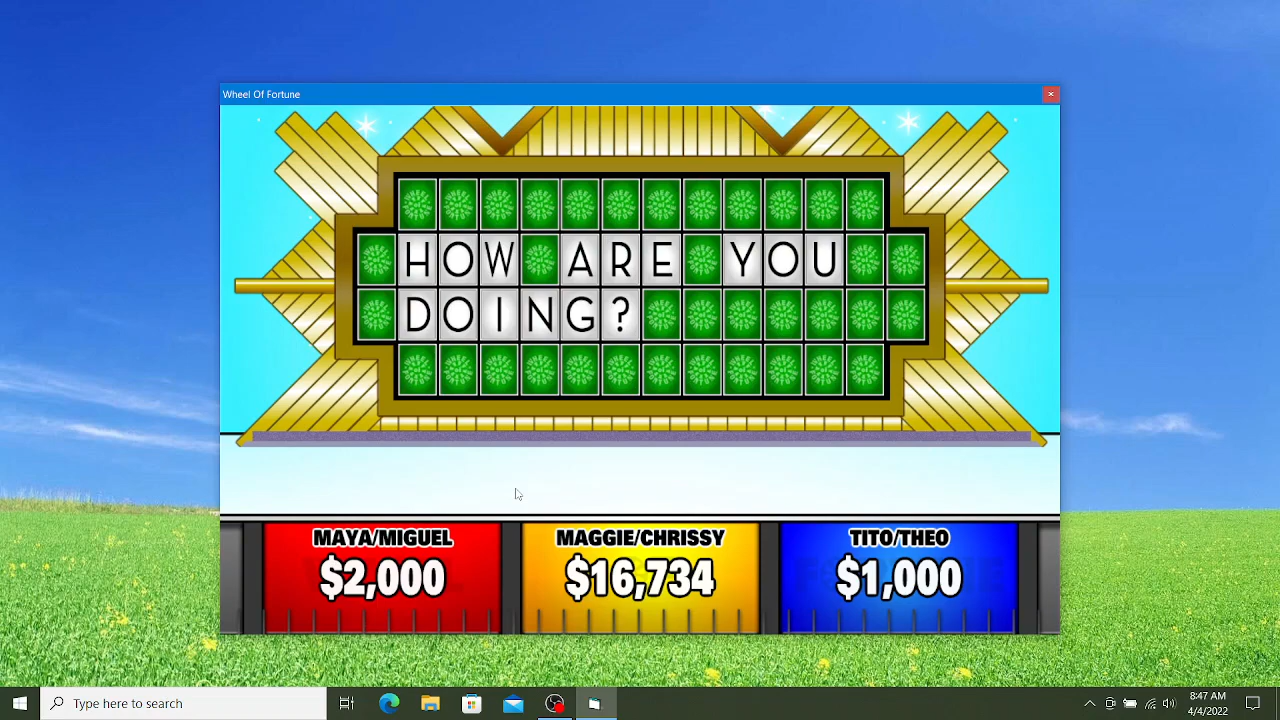 Wheel Of Fortune
HOW ARE YOU
DOING?
MAYA/MIGUEL
$2,000
MAGGIE/CHRISSY
$16,734
TITO/THEO
$1,000
Type here to search
8:47 AM
4/4/2022